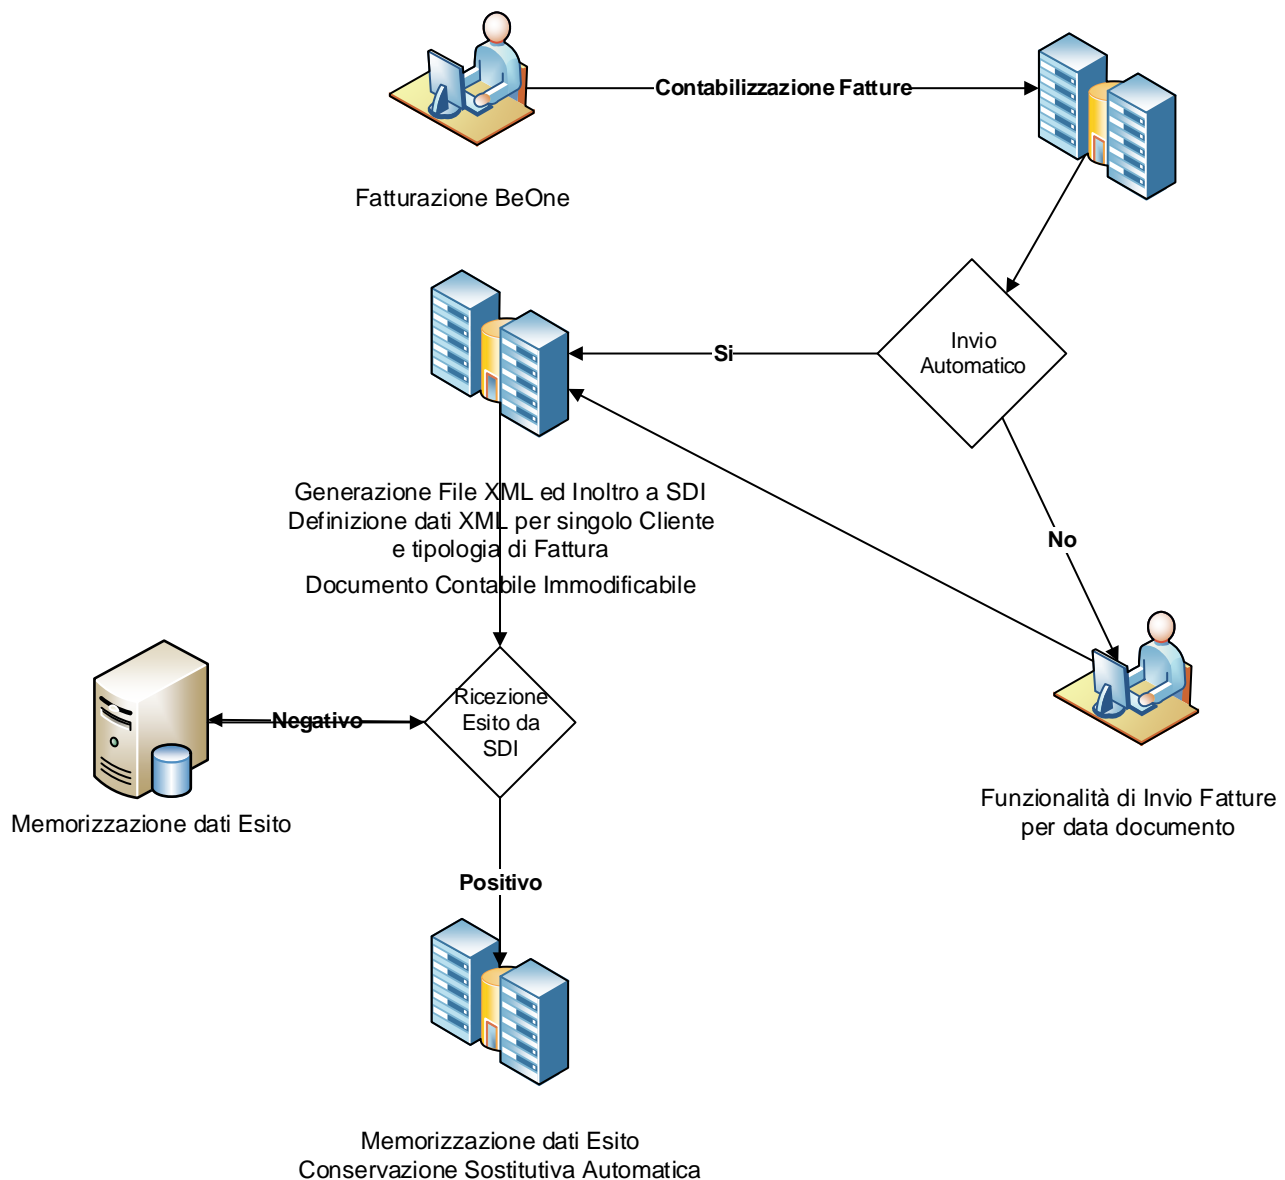 Contabilizzazione Fatture
Fatturazione BeOne
Invio
Automatico
Si
Generazione File XML ed Inoltro a SDI
Definizione dati XML per singolo Cliente
e tipologia di Fattura
Documento Contabile Immodificabile
No
Ricezione
Esito da
SDI
Negativo
Memorizzazione dati Esito
Funzionalità di Invio Fatture
per data documento
Positivo
Memorizzazione dati Esito
Conservazione Sostitutiva Automatica